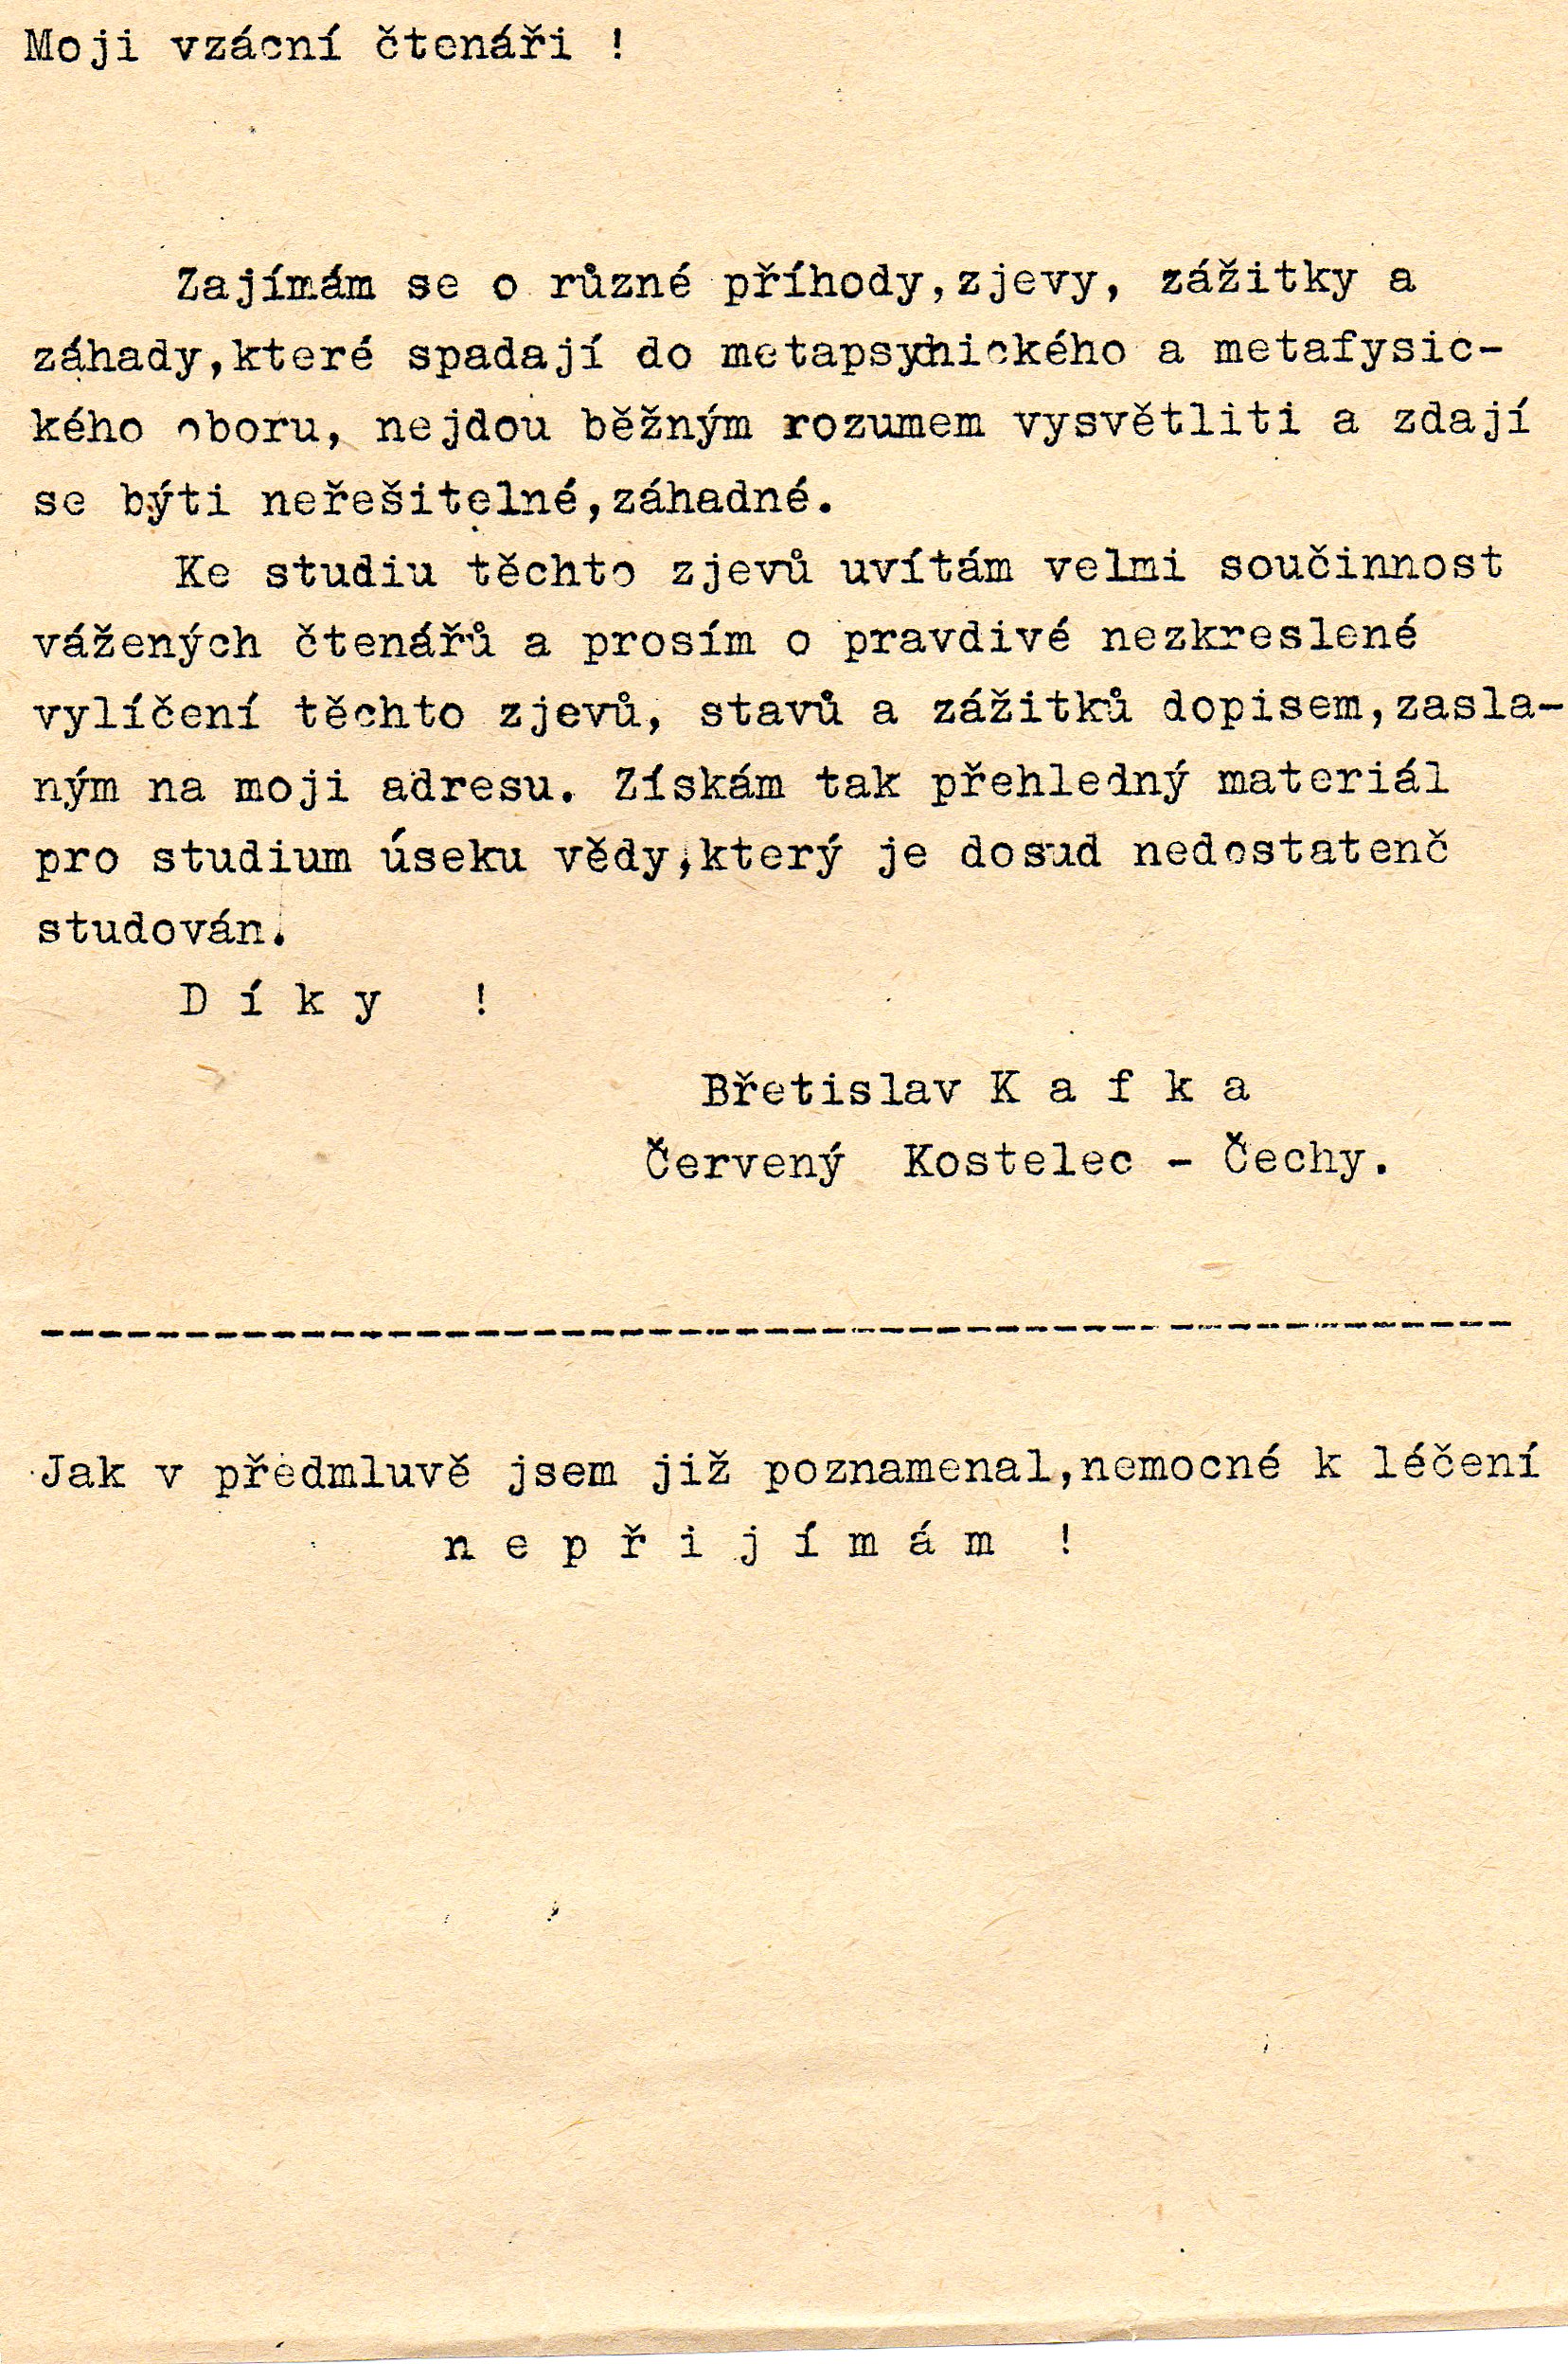 Moji vzácní čtenáři !
Zajímám se o různé příhody,zjevy, zážitky a
záhady,které spadají do metapsychického a metafysic-
kého oboru, nejdou běžným rozumem vysvětliti a zdají
se býti neřešitelné,záhadné.
Ke studiu těchto zjevů uvítám velmi součinnost
vážených čtenářů a prosím o pravdivé nezkreslené
vylíčení těchto zjevů, stavů a zážitků dopisem,zasla-
ným na moji adresu. Získám tak přehledný materiál
pro studium úseku vědy,který je dosud nedostatenč
studován.
D í k y !
Břetislav K a f k a
Červený Kostelec - Čechy.
Jak v předmluvě jsem již poznamenal,nemocné k léčení
n e p ř i j í m á m !